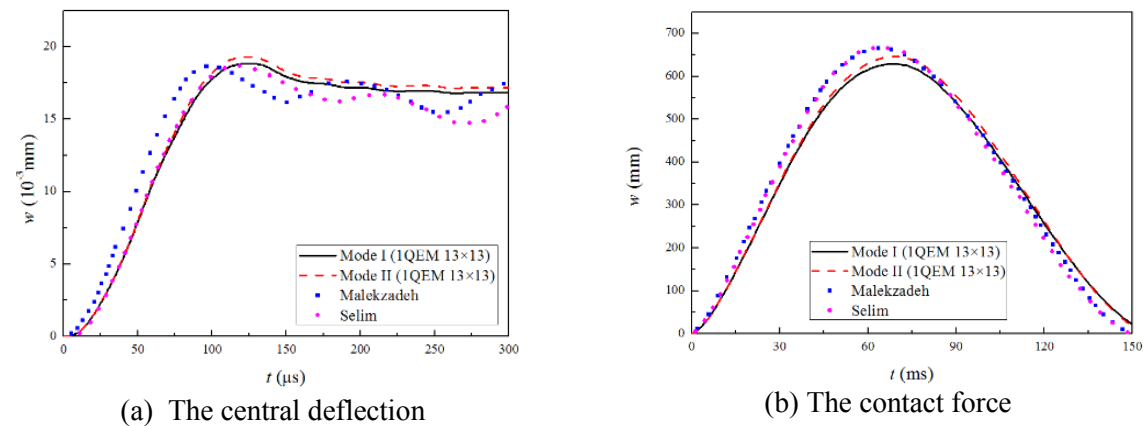 20
15
10
5
0
w (10⁻³mm)
0
50
100
150
200
250
300
t (μs)
Mode I (1QEM 13×13)
Mode II (1QEM 13×13)
Malekzadeh
Selim
(a) The central deflection
700
600
500
400
300
200
100
0
w (mm)
0
30
60
90
120
150
t (ms)
Mode I (1QEM 13×13)
Mode II (1QEM 13×13)
Malekzadeh
Selim
(b) The contact force